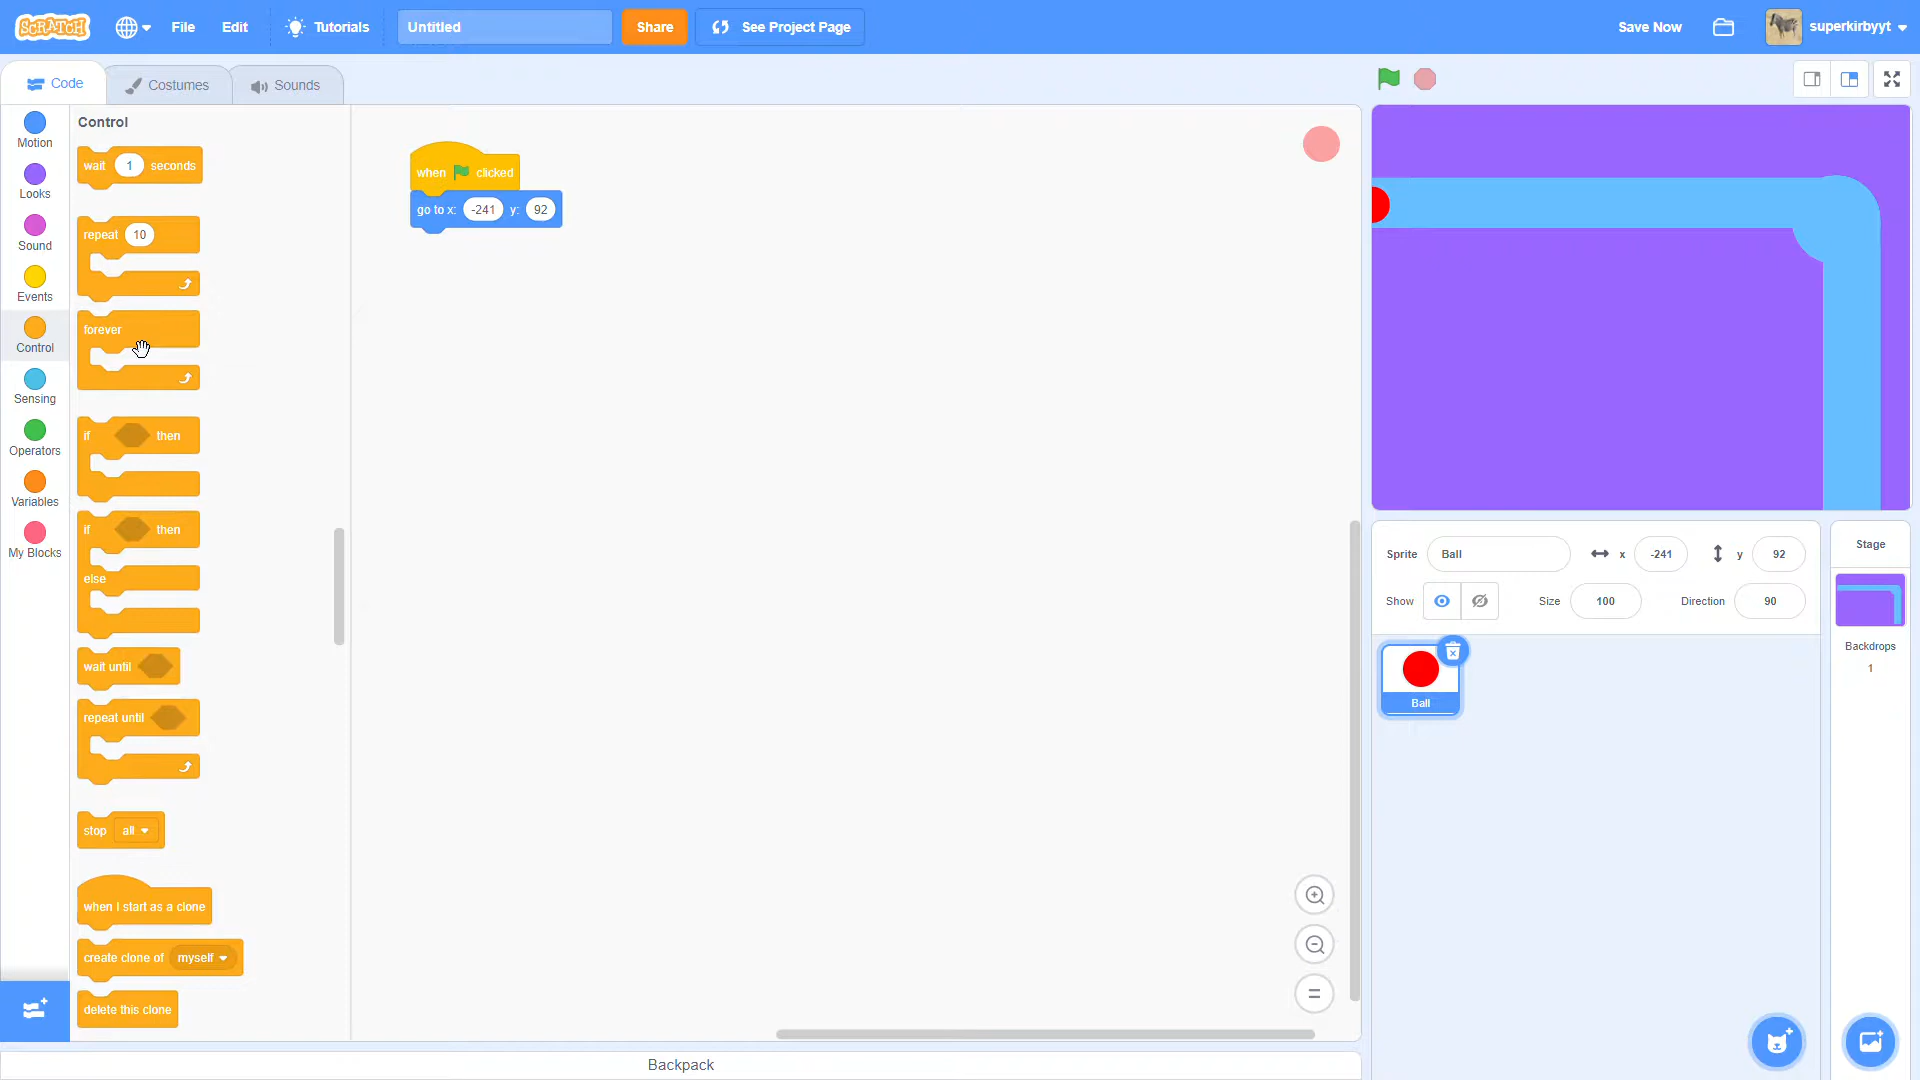 SCRATCH File Edit Tutorials Untitled Share See Project Page Save Now superkirbyyt
Code Costumes Sounds
Motion
Looks
Sound
Events
Control
Sensing
Operators
Variables
My Blocks
Control
wait 1 seconds
repeat 10
forever
if then
if then
else
wait until
repeat until
stop all
when I start as a clone
create clone of myself
delete this clone
when clicked
go to x: -241 y: 92
Sprite Ball x -241 y 92
Show Size 100 Direction 90
Ball
Stage
Backdrops
1
Backpack